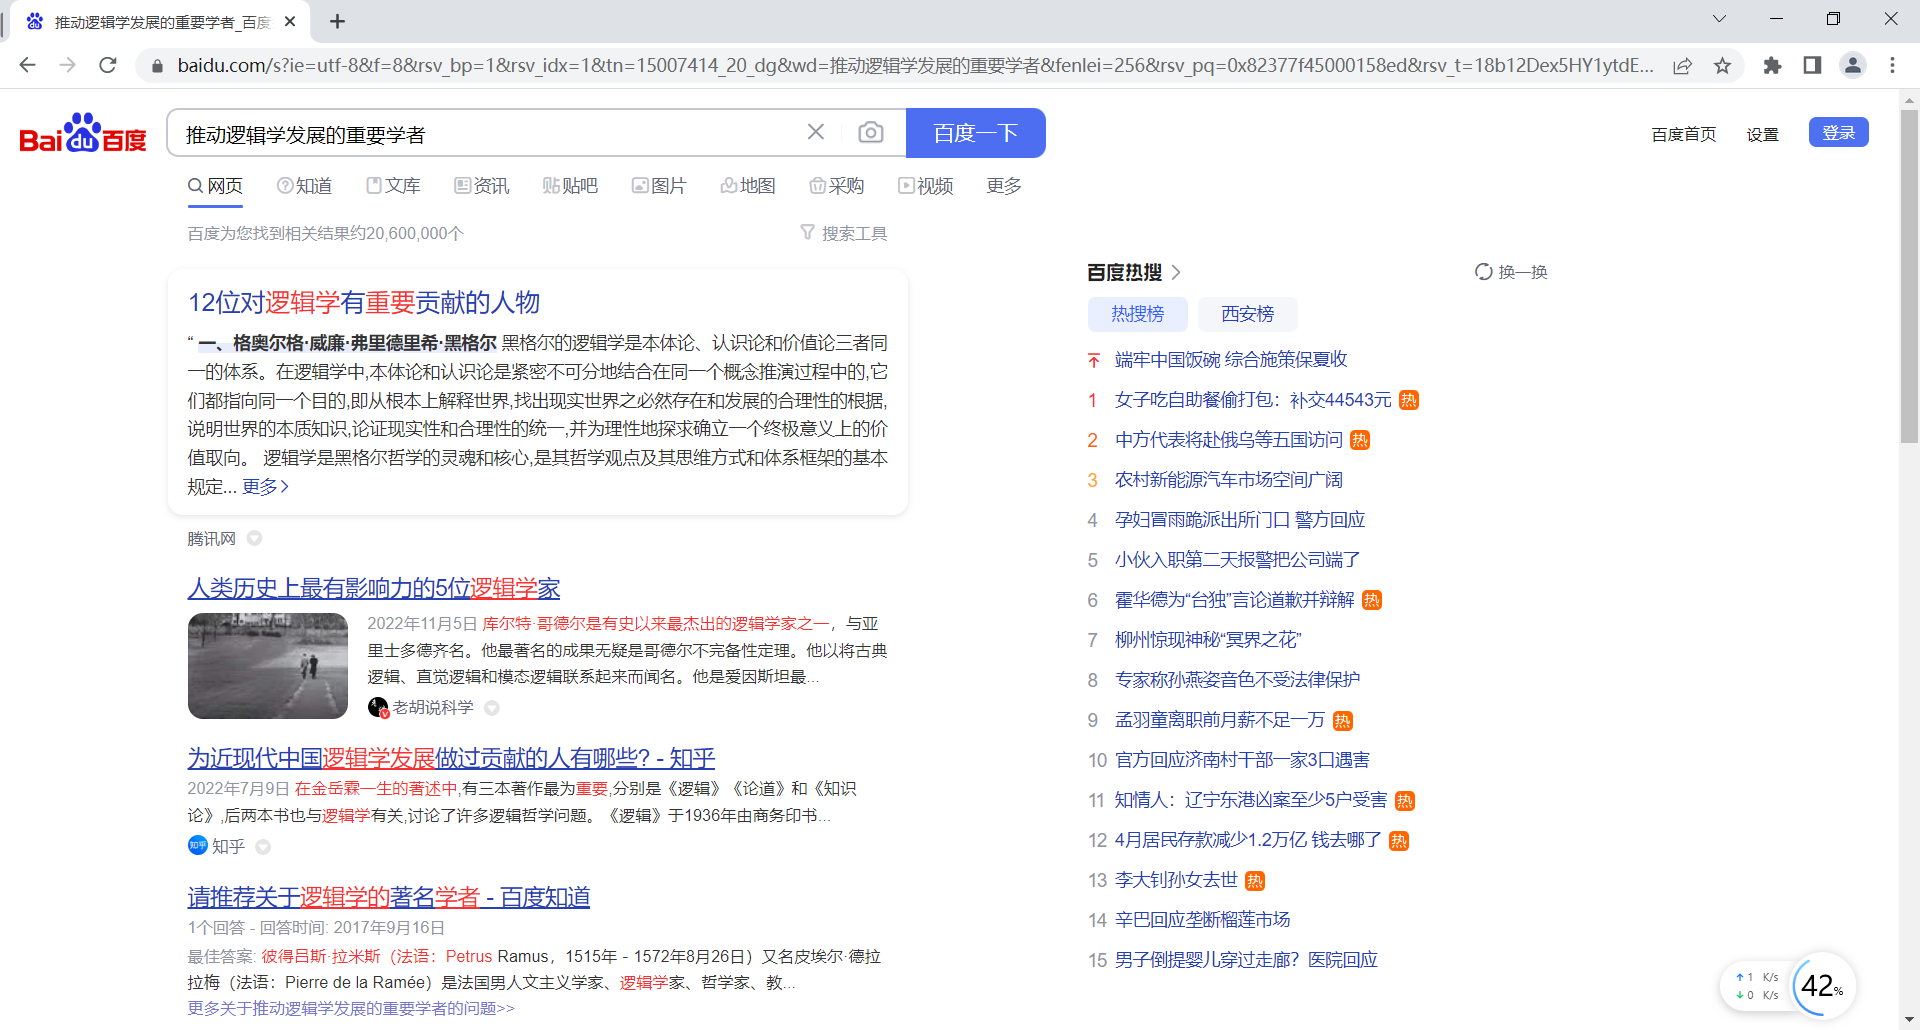 推动逻辑学发展的重要学者_百度
baidu.com/s?ie=utf-8&f=8&rsv_bp=1&rsv_idx=1&tn=15007414_20_dg&wd=推动逻辑学发展的重要学者&fenlei=256&rsv_pq=0x82377f45000158ed&rsv_t=18b12Dex5HY1ytdE...
Bai du 百度
推动逻辑学发展的重要学者
百度一下
百度首页 设置 登录
网页 知道 文库 资讯 贴吧 图片 地图 采购 视频 更多
百度为您找到相关结果约20,600,000个 搜索工具
12位对逻辑学有重要贡献的人物
“ 一、格奥尔格·威廉·弗里德里希·黑格尔 黑格尔的逻辑学是本体论、认识论和价值论三者同
一的体系。在逻辑学中,本体论和认识论是紧密不可分地结合在同一个概念推演过程中的,它
们都指向同一个目的,即从根本上解释世界,找出现实世界之必然存在和发展的合理性的根据,
说明世界的本质知识,论证现实性和合理性的统一,并为理性地探求确立一个终极意义上的价
值取向。 逻辑学是黑格尔哲学的灵魂和核心,是其哲学观点及其思维方式和体系框架的基本
规定... 更多>
腾讯网
人类历史上最有影响力的5位逻辑学家
2022年11月5日 库尔特·哥德尔是有史以来最杰出的逻辑学家之一，与亚
里士多德齐名。他最著名的成果无疑是哥德尔不完备性定理。他以将古典
逻辑、直觉逻辑和模态逻辑联系起来而闻名。他是爱因斯坦最...
老胡说科学
为近现代中国逻辑学发展做过贡献的人有哪些? - 知乎
2022年7月9日 在金岳霖一生的著述中,有三本著作最为重要,分别是《逻辑》《论道》和《知识
论》,后两本书也与逻辑学有关,讨论了许多逻辑哲学问题。《逻辑》于1936年由商务印书...
知乎 知乎
请推荐关于逻辑学的著名学者 - 百度知道
1个回答 - 回答时间: 2017年9月16日
最佳答案: 彼得吕斯·拉米斯（法语：Petrus Ramus，1515年－1572年8月26日）又名皮埃尔·德拉
拉梅（法语：Pierre de la Ramée）是法国男人文主义学家、逻辑学家、哲学家、教...
更多关于推动逻辑学发展的重要学者的问题>>
百度热搜 > 换一换
热搜榜 西安榜
端牢中国饭碗 综合施策保夏收
1 女子吃自助餐偷打包：补交44543元 热
2 中方代表将赴俄乌等五国访问 热
3 农村新能源汽车市场空间广阔
4 孕妇冒雨跪派出所门口 警方回应
5 小伙入职第二天报警把公司端了
6 霍华德为“台独”言论道歉并辩解 热
7 柳州惊现神秘“冥界之花”
8 专家称孙燕姿音色不受法律保护
9 孟羽童离职前月薪不足一万 热
10 官方回应济南村干部一家3口遇害
11 知情人：辽宁东港凶案至少5户受害 热
12 4月居民存款减少1.2万亿 钱去哪了 热
13 李大钊孙女去世 热
14 辛巴回应垄断榴莲市场
15 男子倒提婴儿穿过走廊？医院回应
1 K/s
0 K/s
42%